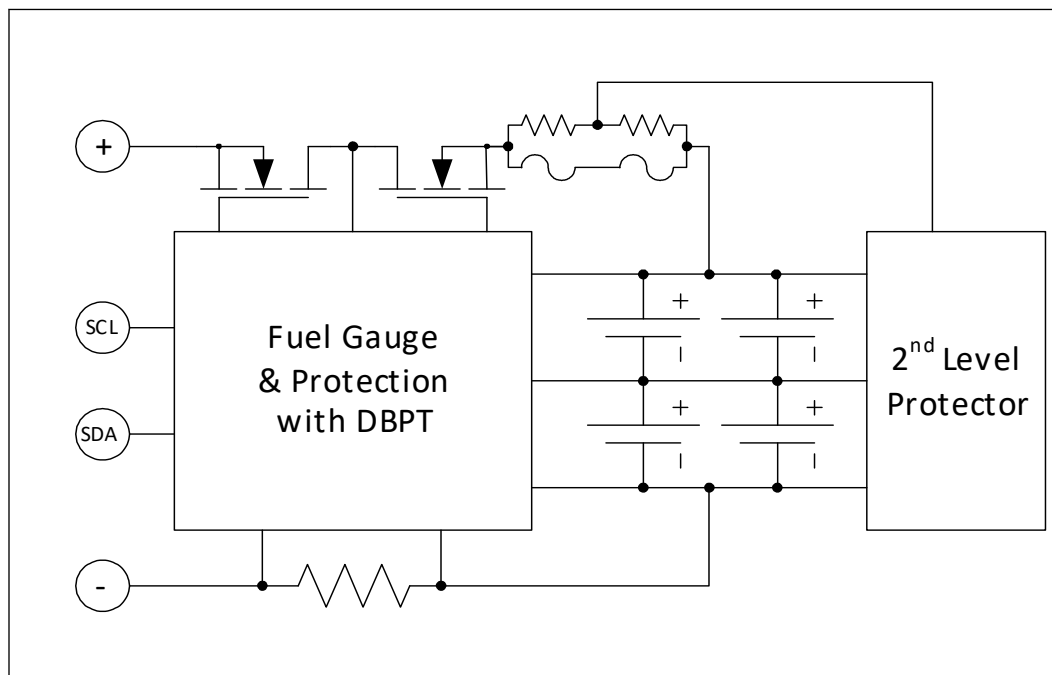 +
SCL
SDA
-
Fuel Gauge
& Protection
with DBPT
+
+
+
+
2nd Level
Protector